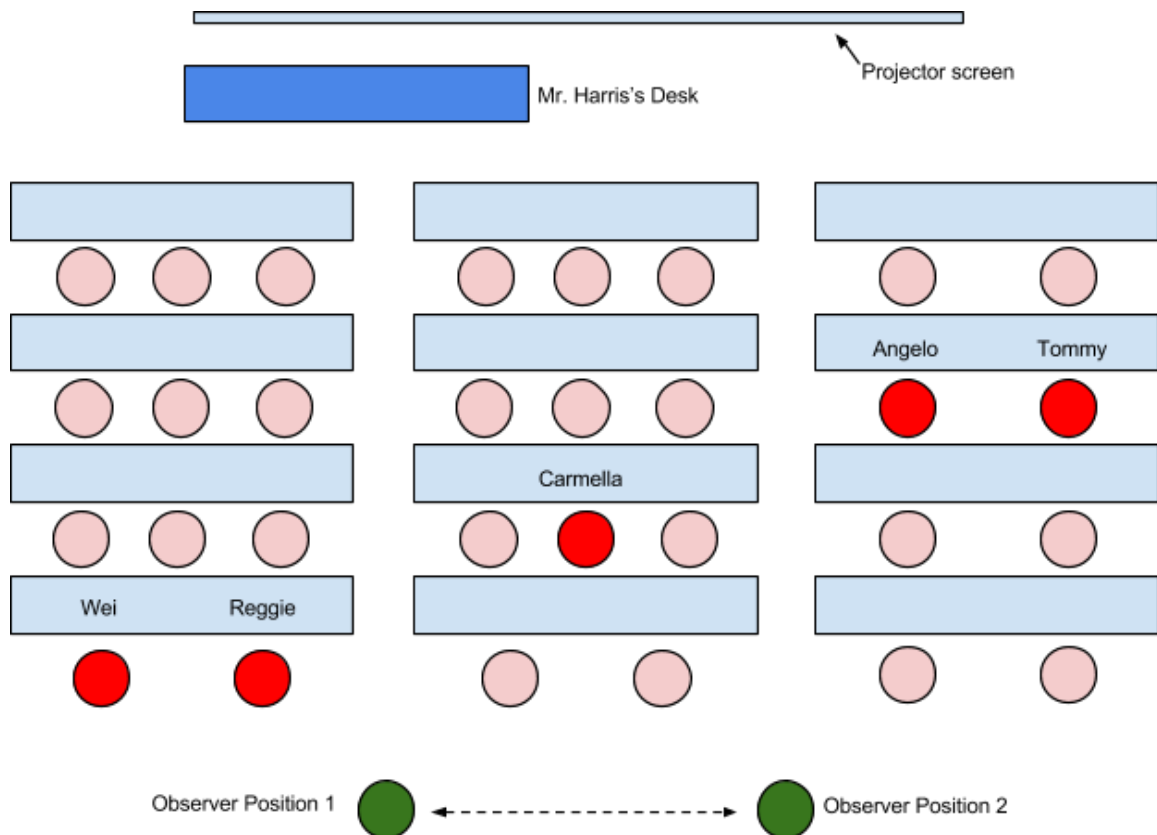 Projector screen
Mr. Harris's Desk
Angelo
Tommy
Carmella
Wei
Reggie
Observer Position 1
Observer Position 2